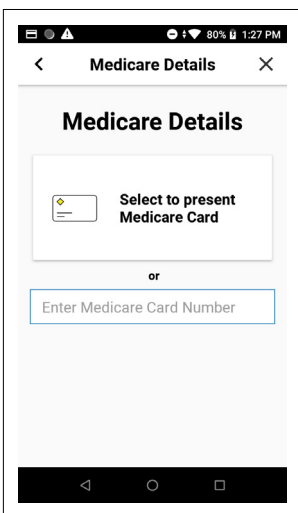 80% 1:27 PM
Medicare Details
Medicare Details
Select to present
Medicare Card
or
Enter Medicare Card Number